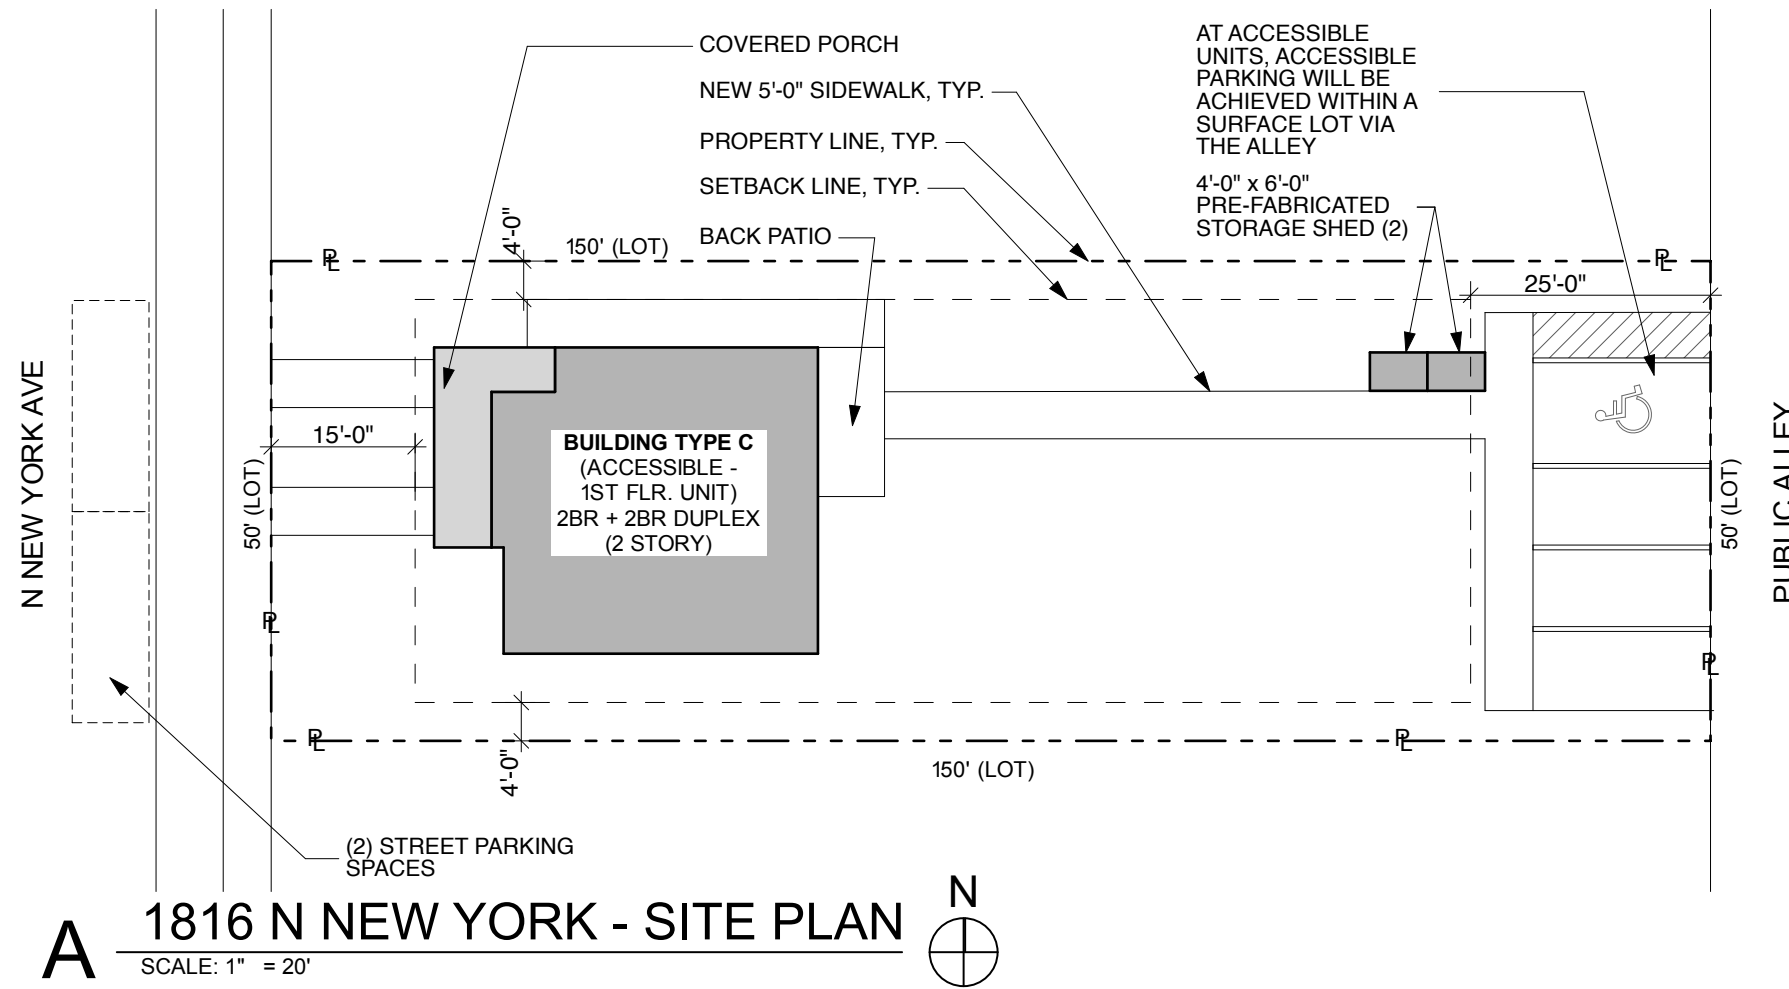 COVERED PORCH
NEW 5'-0" SIDEWALK, TYP.
PROPERTY LINE, TYP.
SETBACK LINE, TYP.
BACK PATIO
AT ACCESSIBLE
UNITS, ACCESSIBLE
PARKING WILL BE
ACHIEVED WITHIN A
SURFACE LOT VIA
THE ALLEY
4'-0" x 6'-0"
PRE-FABRICATED
STORAGE SHED (2)
4'-0"
150' (LOT)
PL
PL
25'-0"
N NEW YORK AVE
15'-0"
50' (LOT)
BUILDING TYPE C
(ACCESSIBLE -
1ST FLR. UNIT)
2BR + 2BR DUPLEX
(2 STORY)
50' (LOT)
PUBLIC ALLEY
PL
PL
PL
PL
4'-0"
150' (LOT)
(2) STREET PARKING
SPACES
A
1816 N NEW YORK - SITE PLAN
SCALE: 1" = 20'
N